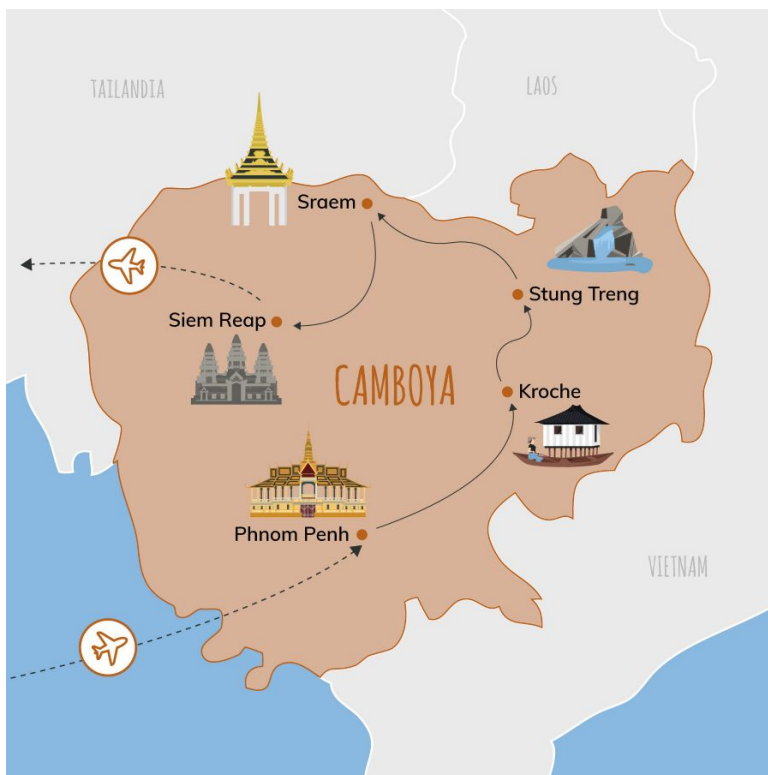 TAILANDIA
LAOS
Sraem
Stung Treng
Siem Reap
CAMBOYA
Kroche
Phnom Penh
VIETNAM